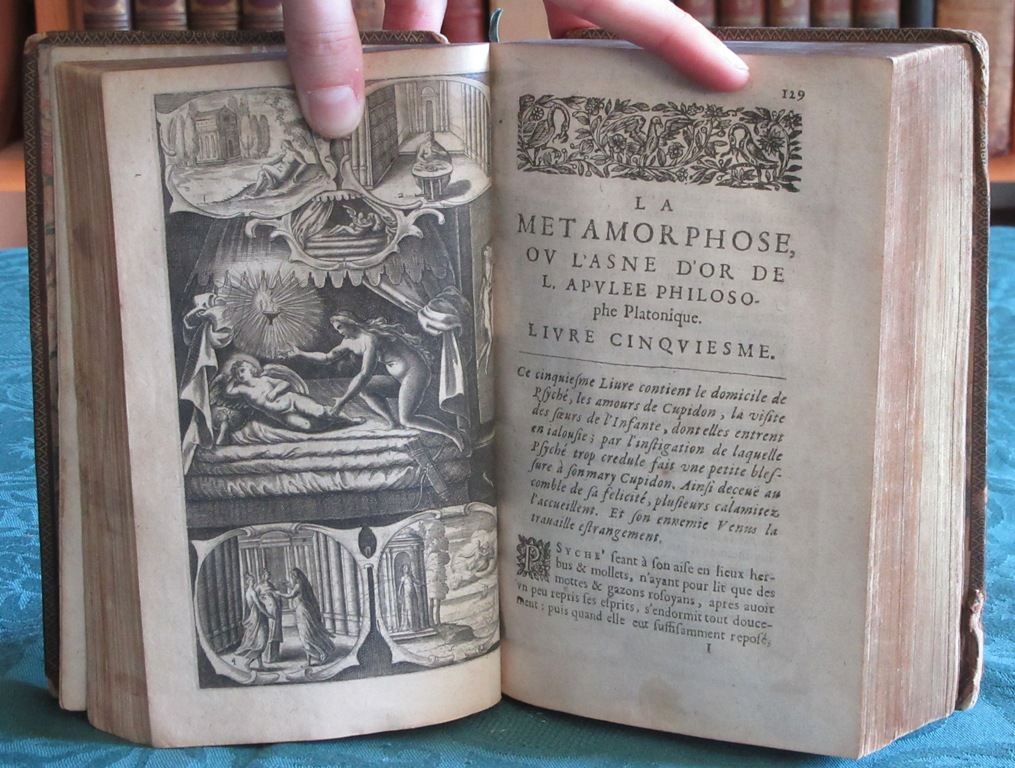 129
LA
METAMORPHOSE,
OV L'ASNE D'OR DE
L. APVLEE PHILOSO-
phe Platonique.
LIVRE CINQVIESME.
Ce cinquiesme Liure contient le domicile de
Psyché, les amours de Cupidon, la visite
des sœurs de l'Infante, dont elles entrent
en ialousie; par l'instigation de laquelle
Psyché trop credule fait vne petite bles-
sure à son mary Cupidon. Ainsi deceuë au
comble de sa felicité, plusieurs calamitez
l'accueillent. Et son ennemie Venus la
trauaille estrangement.
PSYCHE' seant à son aise en lieux her-
bus & mollets, n'ayant pour lit que des
mottes & gazons rosoyans, apres auoir
vn peu repris ses esprits, s'endormit tout douce-
ment: puis quand elle eut suffisamment reposé,
I